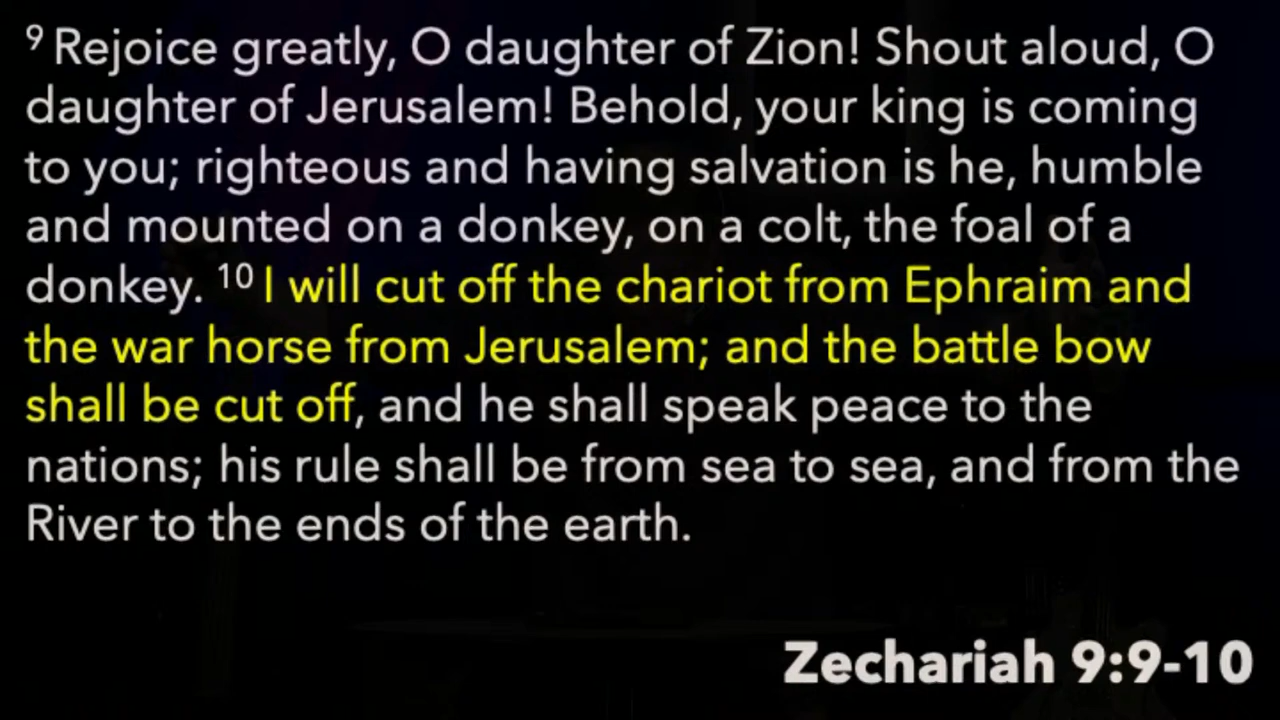 9 Rejoice greatly, O daughter of Zion! Shout aloud, O
daughter of Jerusalem! Behold, your king is coming
to you; righteous and having salvation is he, humble
and mounted on a donkey, on a colt, the foal of a
donkey. 10 I will cut off the chariot from Ephraim and
the war horse from Jerusalem; and the battle bow
shall be cut off, and he shall speak peace to the
nations; his rule shall be from sea to sea, and from the
River to the ends of the earth.
Zechariah 9:9-10